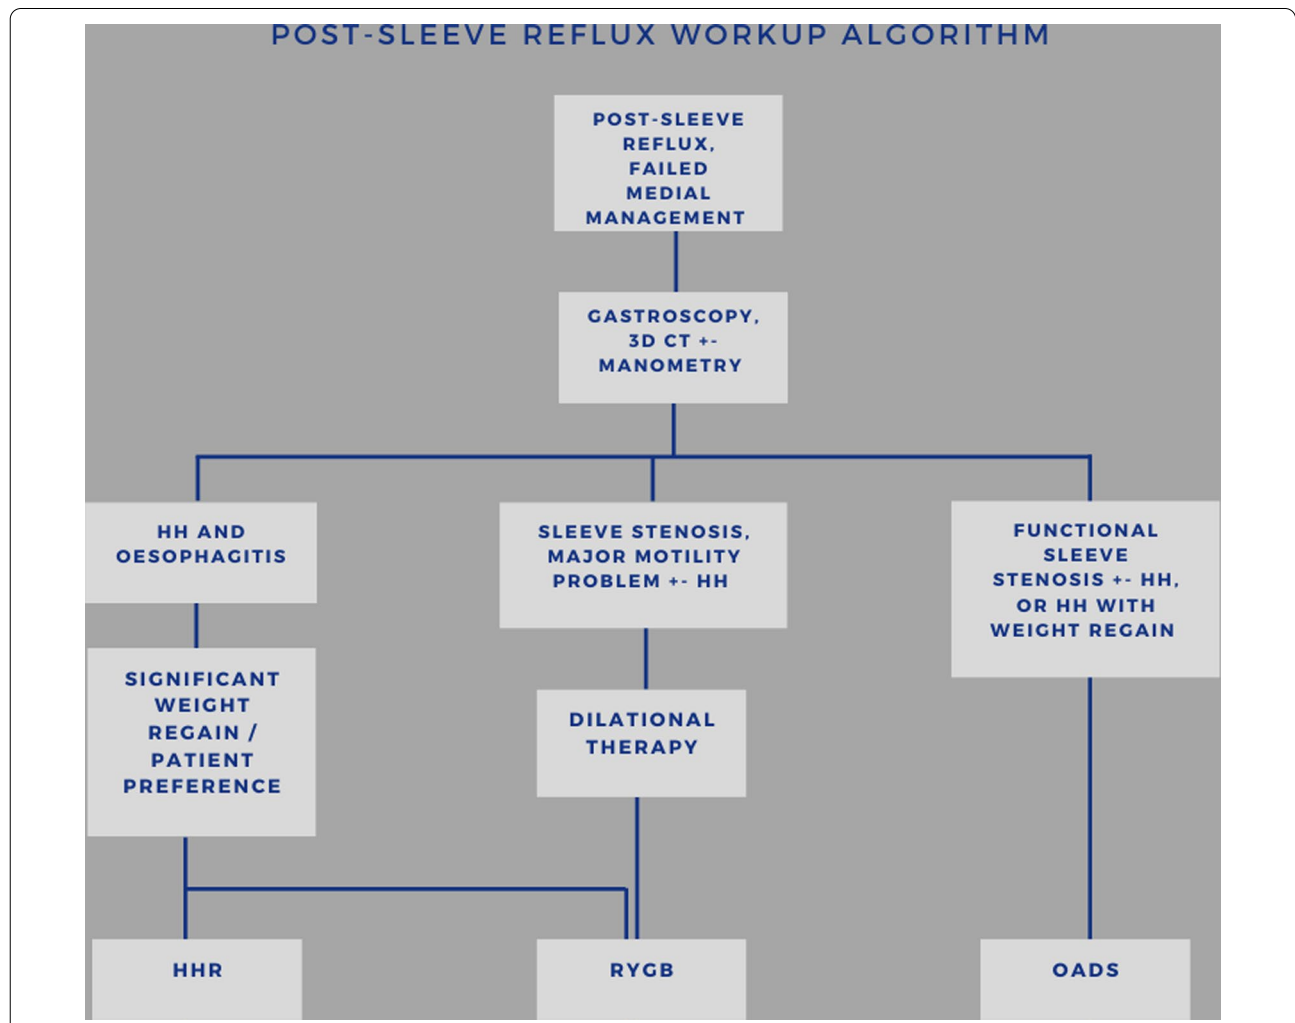 POST-SLEEVE REFLUX WORKUP ALGORITHM
POST-SLEEVE
REFLUX,
FAILED
MEDIAL
MANAGEMENT
GASTROSCOPY,
3D CT +-
MANOMETRY
HH AND
OESOPHAGITIS
SLEEVE STENOSIS,
MAJOR MOTILITY
PROBLEM +- HH
FUNCTIONAL
SLEEVE
STENOSIS +- HH,
OR HH WITH
WEIGHT REGAIN
SIGNIFICANT
WEIGHT
REGAIN /
PATIENT
PREFERENCE
DILATIONAL
THERAPY
HHR
RYGB
OADS